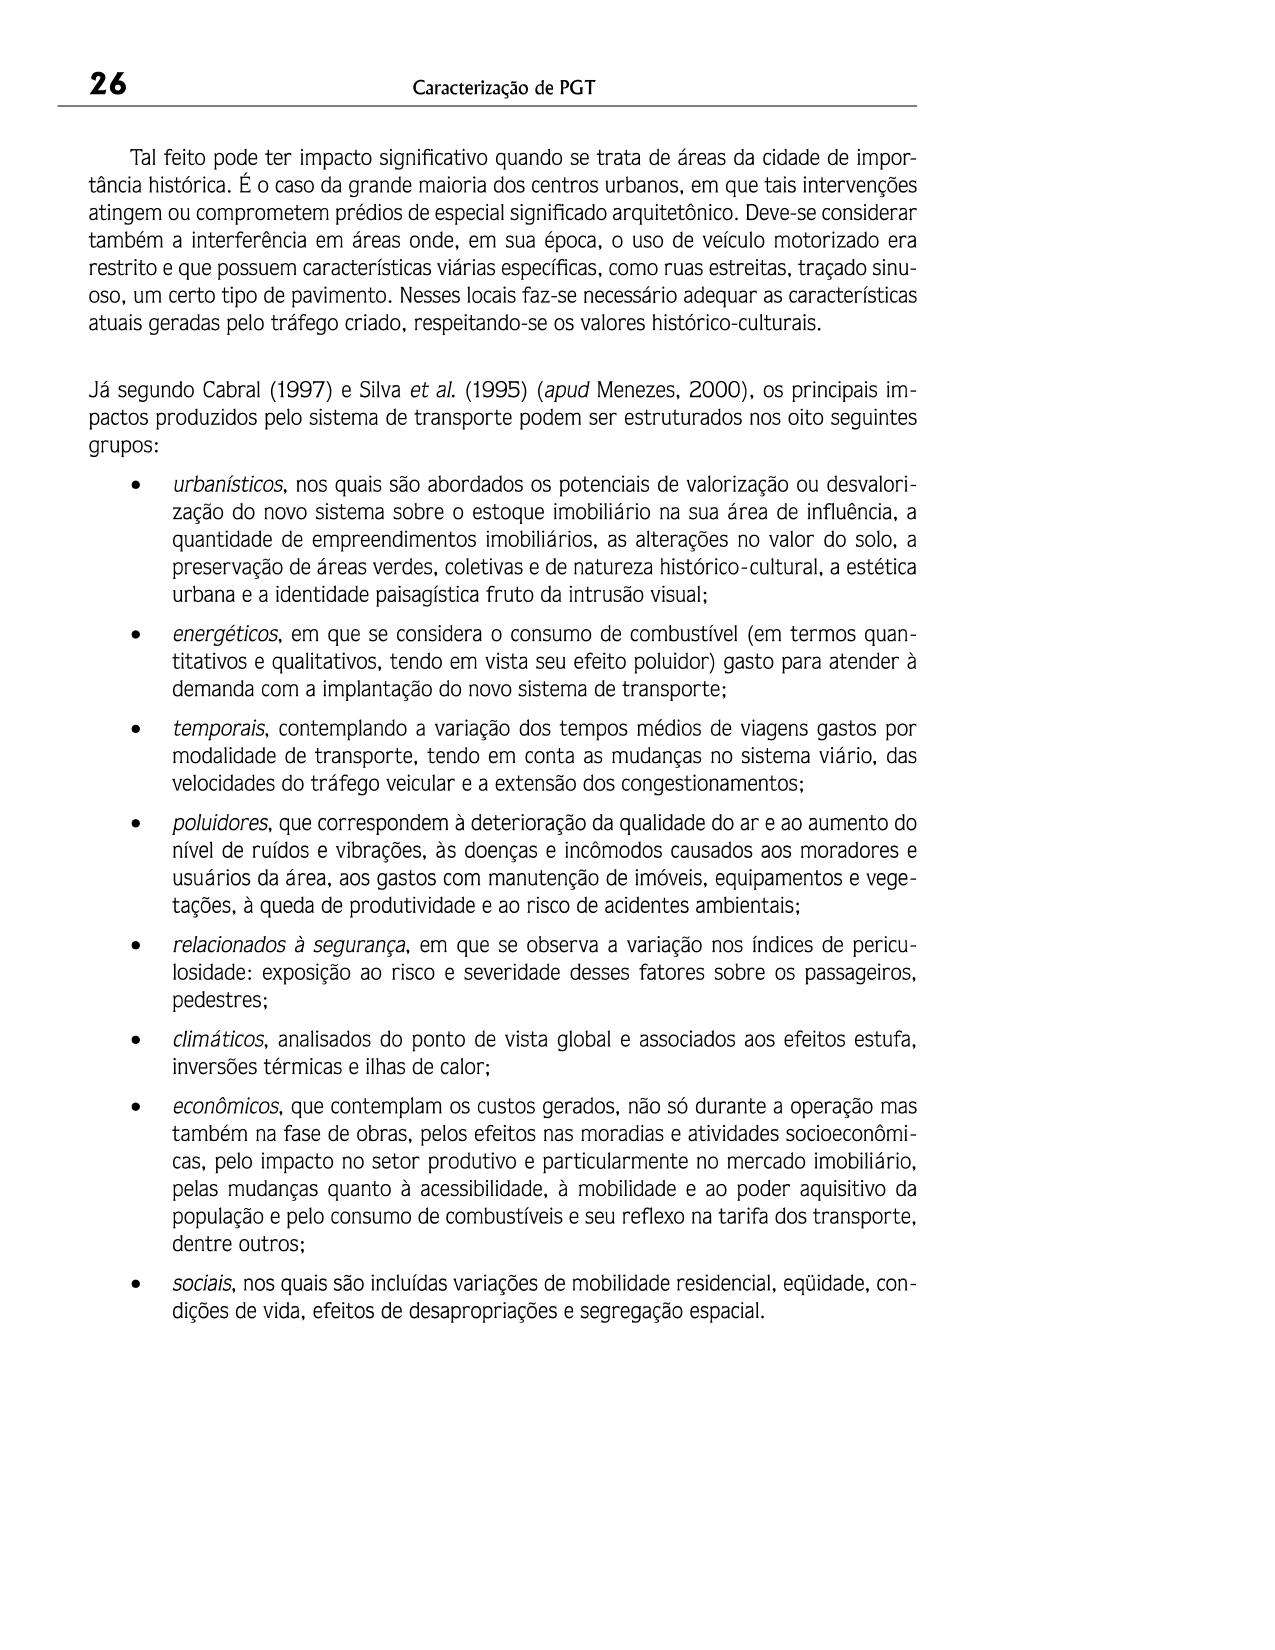 26
Caracterização de PGT
Tal feito pode ter impacto significativo quando se trata de áreas da cidade de impor-
tância histórica. É o caso da grande maioria dos centros urbanos, em que tais intervenções
atingem ou comprometem prédios de especial significado arquitetônico. Deve-se considerar
também a interferência em áreas onde, em sua época, o uso de veículo motorizado era
restrito e que possuem características viárias específicas, como ruas estreitas, traçado sinu-
oso, um certo tipo de pavimento. Nesses locais faz-se necessário adequar as características
atuais geradas pelo tráfego criado, respeitando-se os valores histórico-culturais.
Já segundo Cabral (1997) e Silva et al. (1995) (apud Menezes, 2000), os principais im-
pactos produzidos pelo sistema de transporte podem ser estruturados nos oito seguintes
grupos:
• urbanísticos, nos quais são abordados os potenciais de valorização ou desvalori-
zação do novo sistema sobre o estoque imobiliário na sua área de influência, a
quantidade de empreendimentos imobiliários, as alterações no valor do solo, a
preservação de áreas verdes, coletivas e de natureza histórico-cultural, a estética
urbana e a identidade paisagística fruto da intrusão visual;
• energéticos, em que se considera o consumo de combustível (em termos quan-
titativos e qualitativos, tendo em vista seu efeito poluidor) gasto para atender à
demanda com a implantação do novo sistema de transporte;
• temporais, contemplando a variação dos tempos médios de viagens gastos por
modalidade de transporte, tendo em conta as mudanças no sistema viário, das
velocidades do tráfego veicular e a extensão dos congestionamentos;
• poluidores, que correspondem à deterioração da qualidade do ar e ao aumento do
nível de ruídos e vibrações, às doenças e incômodos causados aos moradores e
usuários da área, aos gastos com manutenção de imóveis, equipamentos e vege-
tações, à queda de produtividade e ao risco de acidentes ambientais;
• relacionados à segurança, em que se observa a variação nos índices de pericu-
losidade: exposição ao risco e severidade desses fatores sobre os passageiros,
pedestres;
• climáticos, analisados do ponto de vista global e associados aos efeitos estufa,
inversões térmicas e ilhas de calor;
• econômicos, que contemplam os custos gerados, não só durante a operação mas
também na fase de obras, pelos efeitos nas moradias e atividades socioeconômi-
cas, pelo impacto no setor produtivo e particularmente no mercado imobiliário,
pelas mudanças quanto à acessibilidade, à mobilidade e ao poder aquisitivo da
população e pelo consumo de combustíveis e seu reflexo na tarifa dos transporte,
dentre outros;
• sociais, nos quais são incluídas variações de mobilidade residencial, eqüidade, con-
dições de vida, efeitos de desapropriações e segregação espacial.